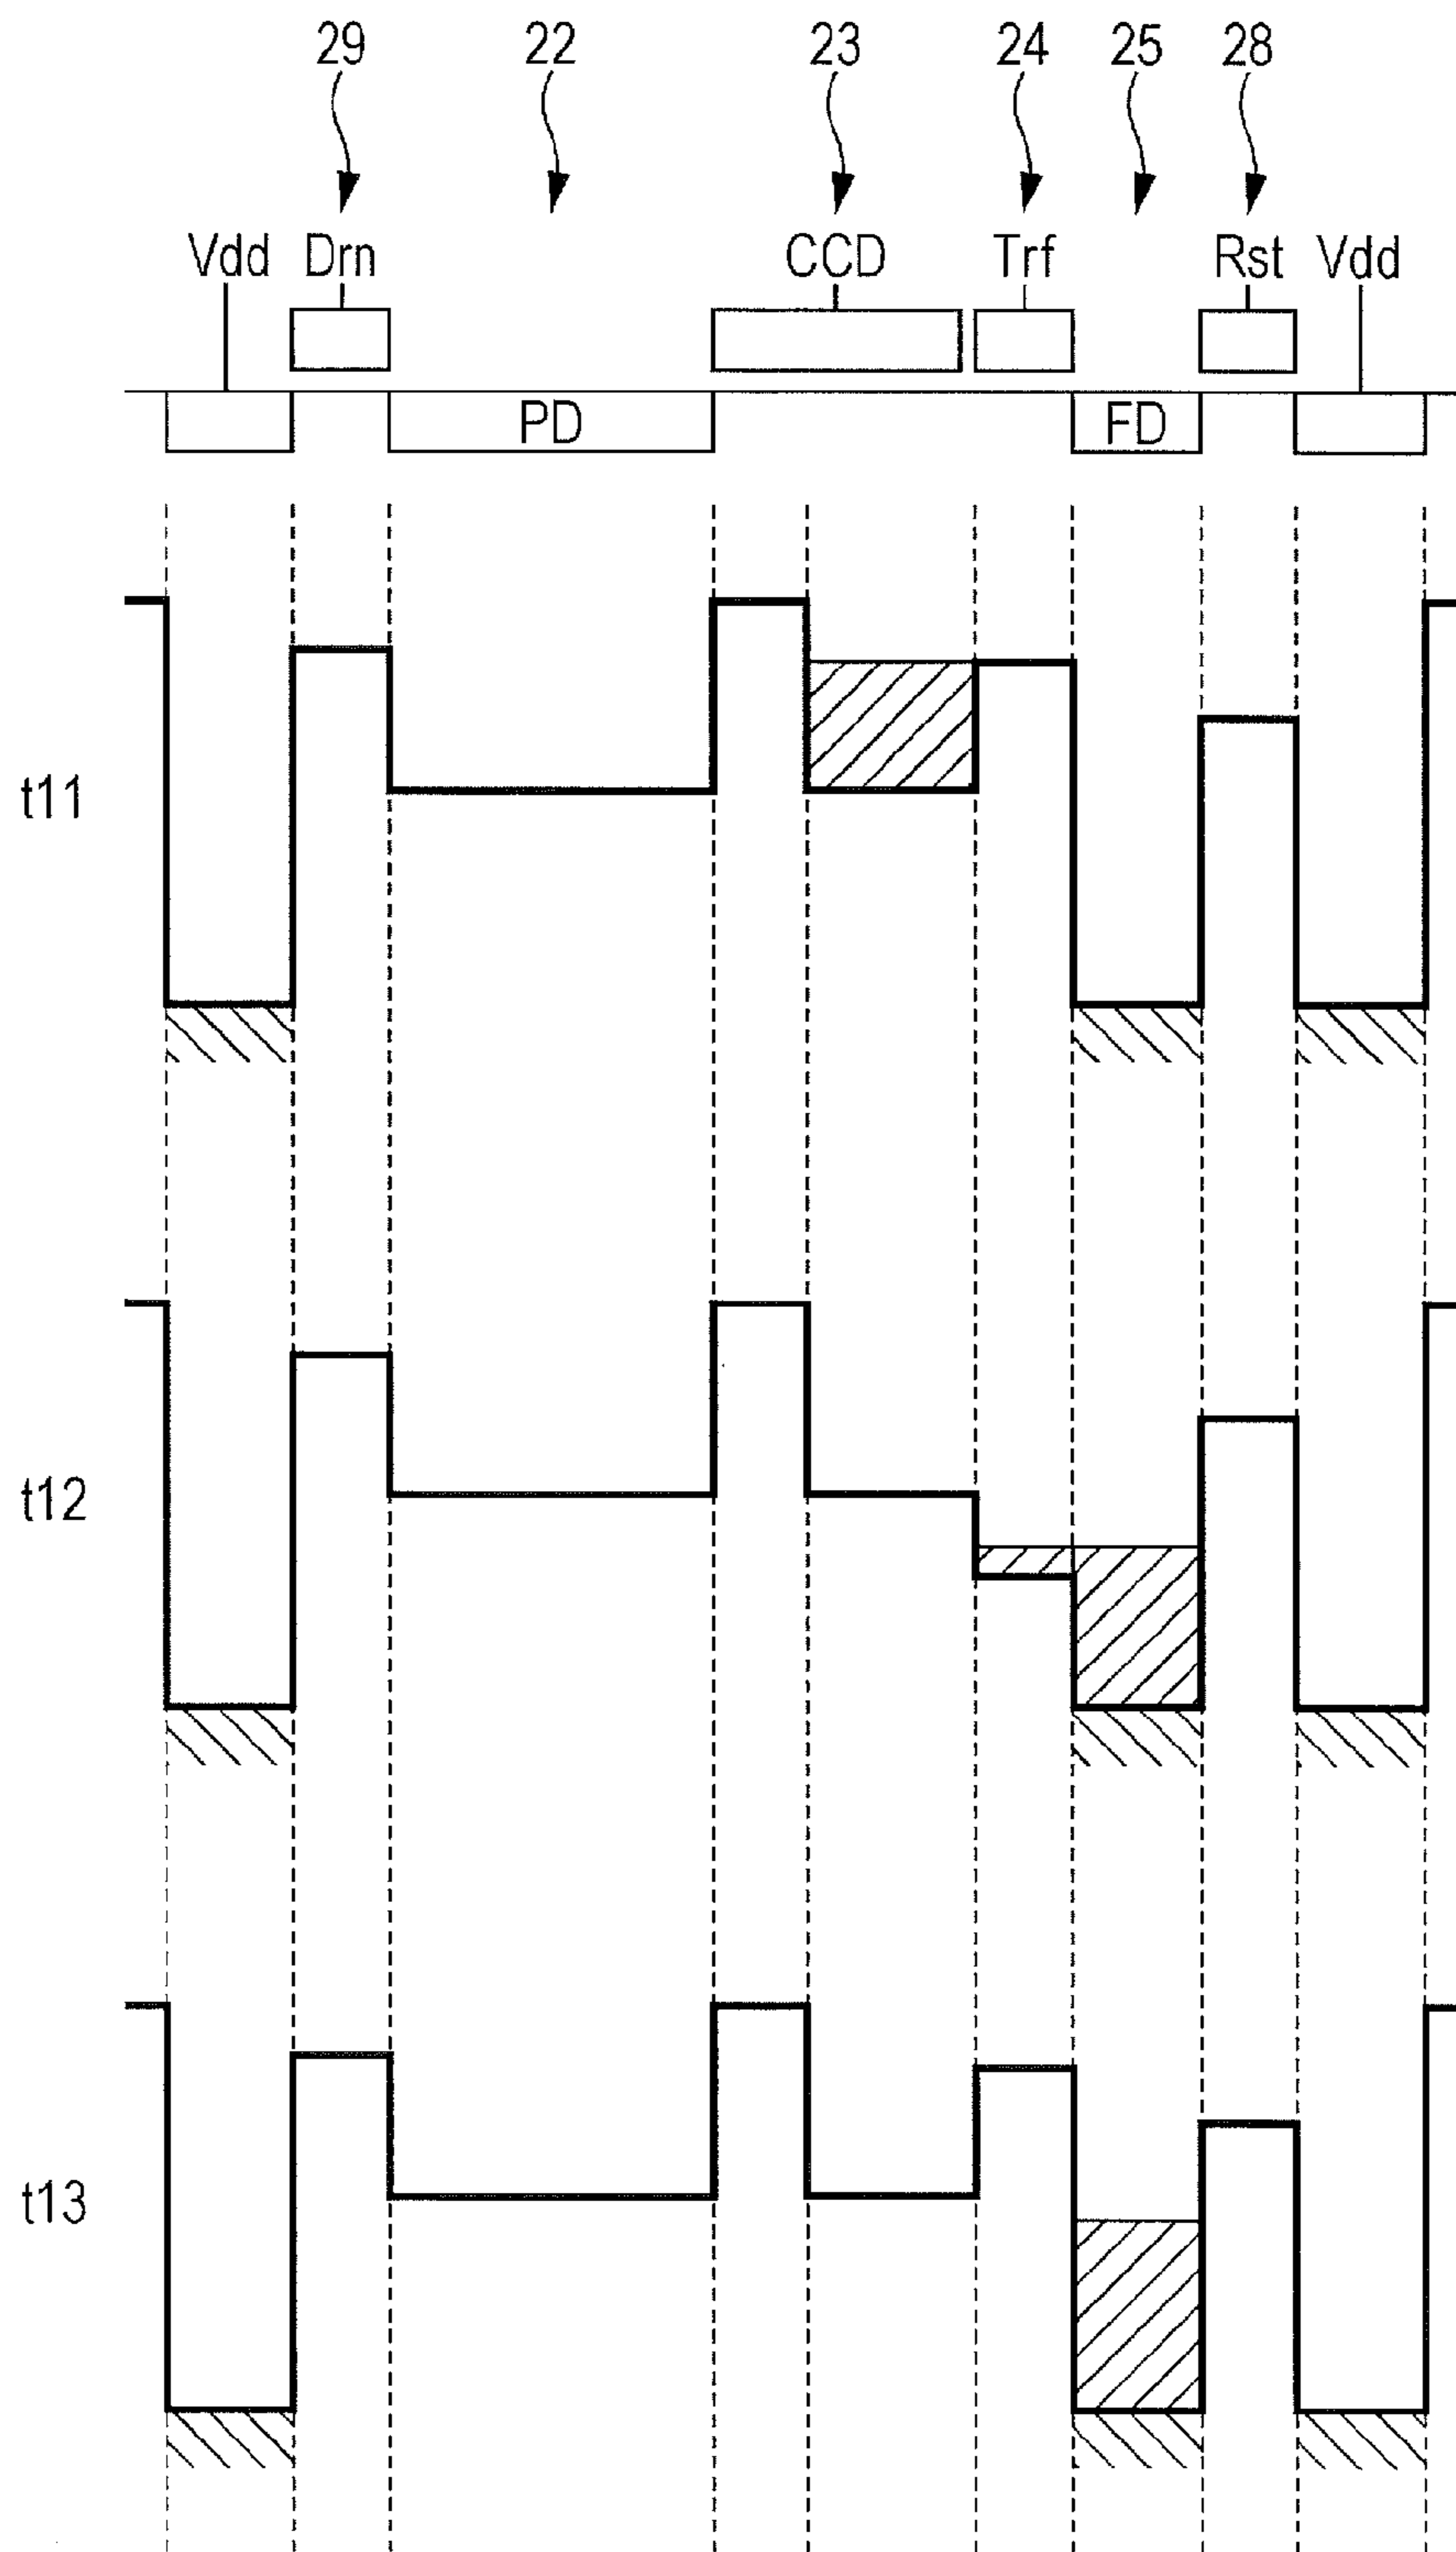 29 22 23 24 25 28
Vdd Drn CCD Trf Rst Vdd
PD FD
t11
t12
t13